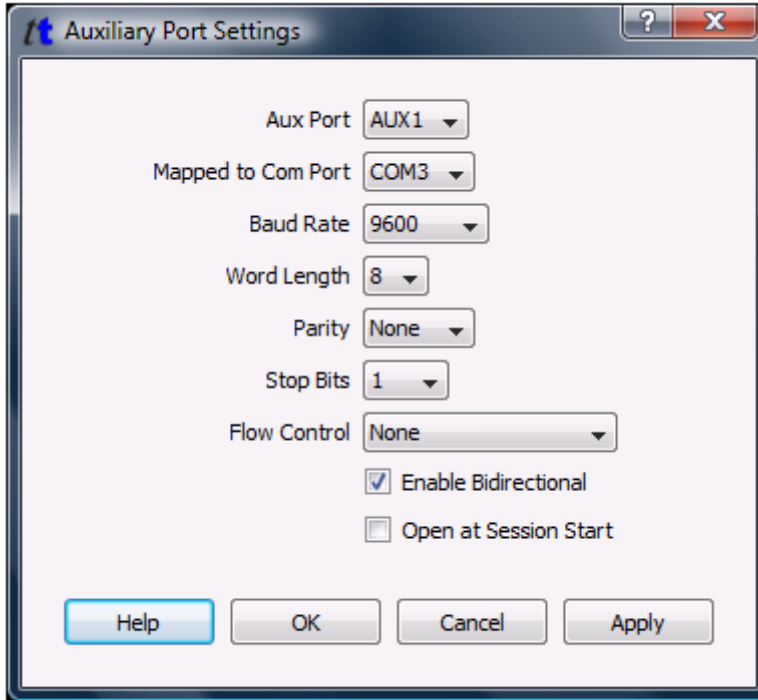 tt Auxiliary Port Settings ? X
Aux Port AUX1
Mapped to Com Port COM3
Baud Rate 9600
Word Length 8
Parity None
Stop Bits 1
Flow Control None
Enable Bidirectional
Open at Session Start
Help OK Cancel Apply